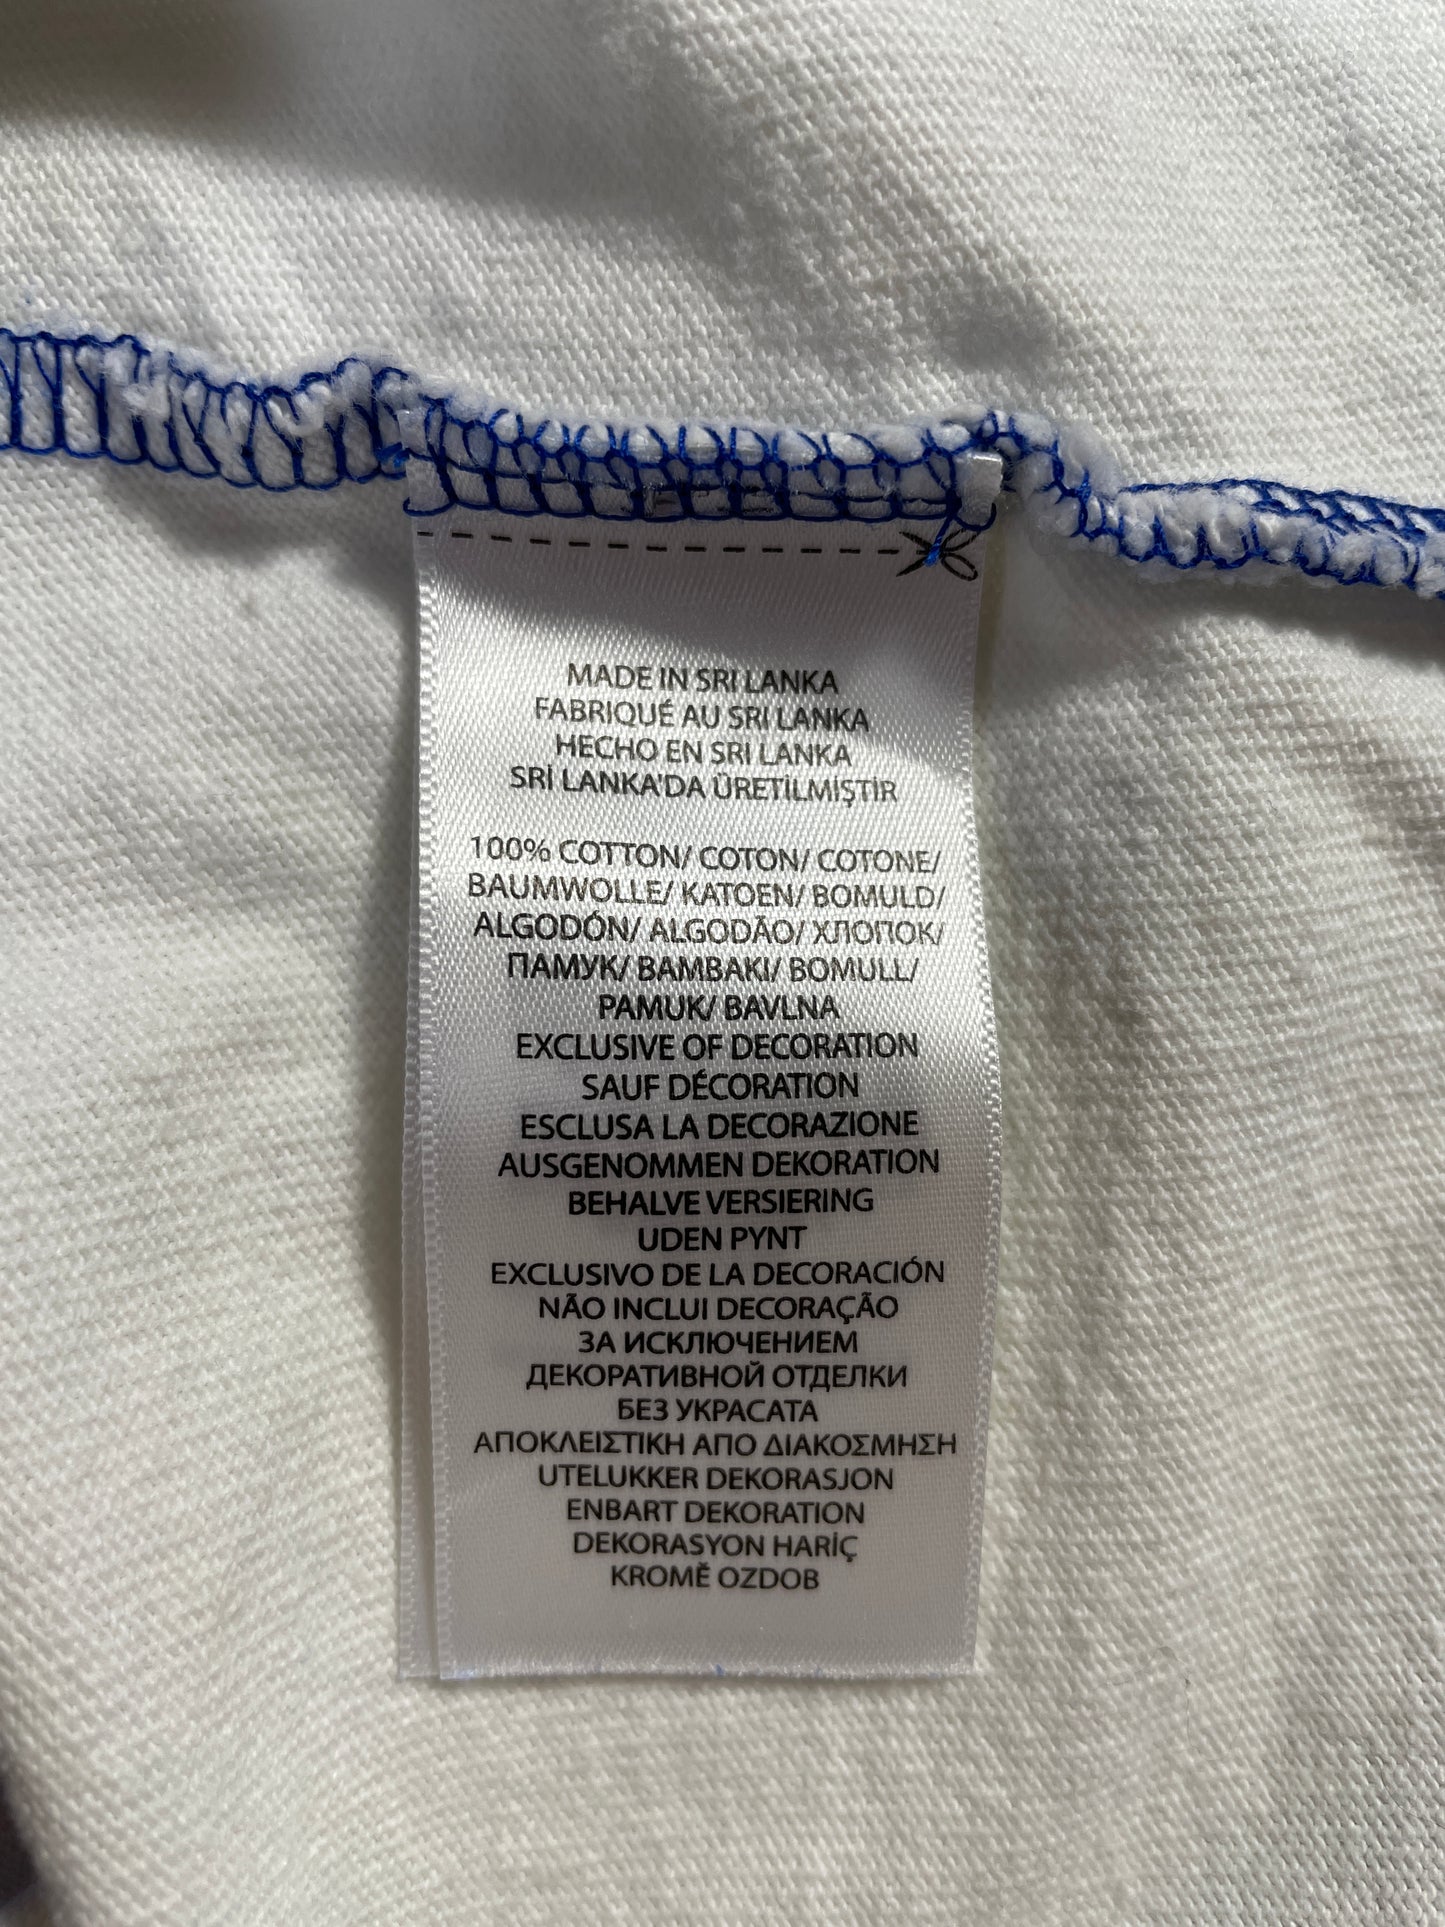 MADE IN SRI LANKA
FABRIQUÉ AU SRI LANKA
HECHO EN SRI LANKA
SRİ LANKA'DA ÜRETİLMİŞTİR
100% COTTON/ COTON/ COTONE/
BAUMWOLLE/ KATOEN/ BOMULD/
ALGODÓN/ ALGODÃO/ ХЛОПОК/
ПАМУК/ BAMBAKI/ BOMULL/
PAMUK/ BAVLNA
EXCLUSIVE OF DECORATION
SAUF DÉCORATION
ESCLUSA LA DECORAZIONE
AUSGENOMMEN DEKORATION
BEHALVE VERSIERING
UDEN PYNT
EXCLUSIVO DE LA DECORACIÓN
NÃO INCLUI DECORAÇÃO
ЗА ИСКЛЮЧЕНИЕМ
ДЕКОРАТИВНОЙ ОТДЕЛКИ
БЕЗ УКРАСАТА
ΑΠΟΚΛΕΙΣΤΙΚΗ ΑΠΟ ΔΙΑΚΟΣΜΗΣΗ
UTELUKKER DEKORASJON
ENBART DEKORATION
DEKORASYON HARİÇ
KROMĚ OZDOB